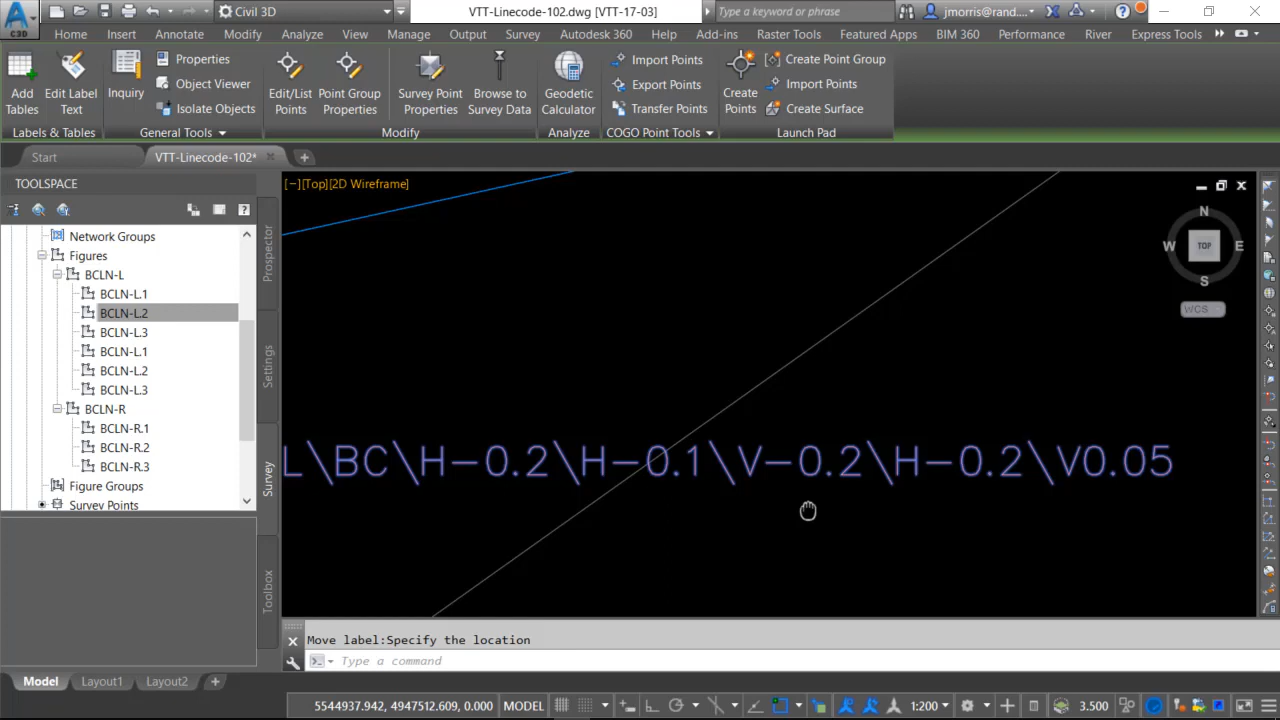 C3D
Civil 3D
VTT-Linecode-102.dwg [VTT-17-03]
Type a keyword or phrase
jmorris@rand....
Home Insert Annotate Modify Analyze View Manage Output Survey Autodesk 360 Help Add-ins Raster Tools Featured Apps BIM 360 Performance River Express Tools
Add Tables
Edit Label Text
Labels & Tables
Inquiry
Properties
Object Viewer
Isolate Objects
General Tools
Edit/List Points
Point Group Properties
Survey Point Properties
Browse to Survey Data
Modify
Geodetic Calculator
Analyze
Import Points
Export Points
Transfer Points
COGO Point Tools
Create Points
Create Point Group
Import Points
Create Surface
Launch Pad
Start
VTT-Linecode-102*
TOOLSPACE
Network Groups
Figures
BCLN-L
BCLN-L.1
BCLN-L.2
BCLN-L.3
BCLN-L.1
BCLN-L.2
BCLN-L.3
BCLN-R
BCLN-R.1
BCLN-R.2
BCLN-R.3
Figure Groups
Survey Points
Prospector
Settings
Survey
Toolbox
[−][Top][2D Wireframe]
N
W TOP E
S
WCS
L\BC\H-0.2\H-0.1\V-0.2\H-0.2\V0.05
Move label:Specify the location
Type a command
Model Layout1 Layout2
5544937.942, 4947512.609, 0.000 MODEL 1:200 3.500